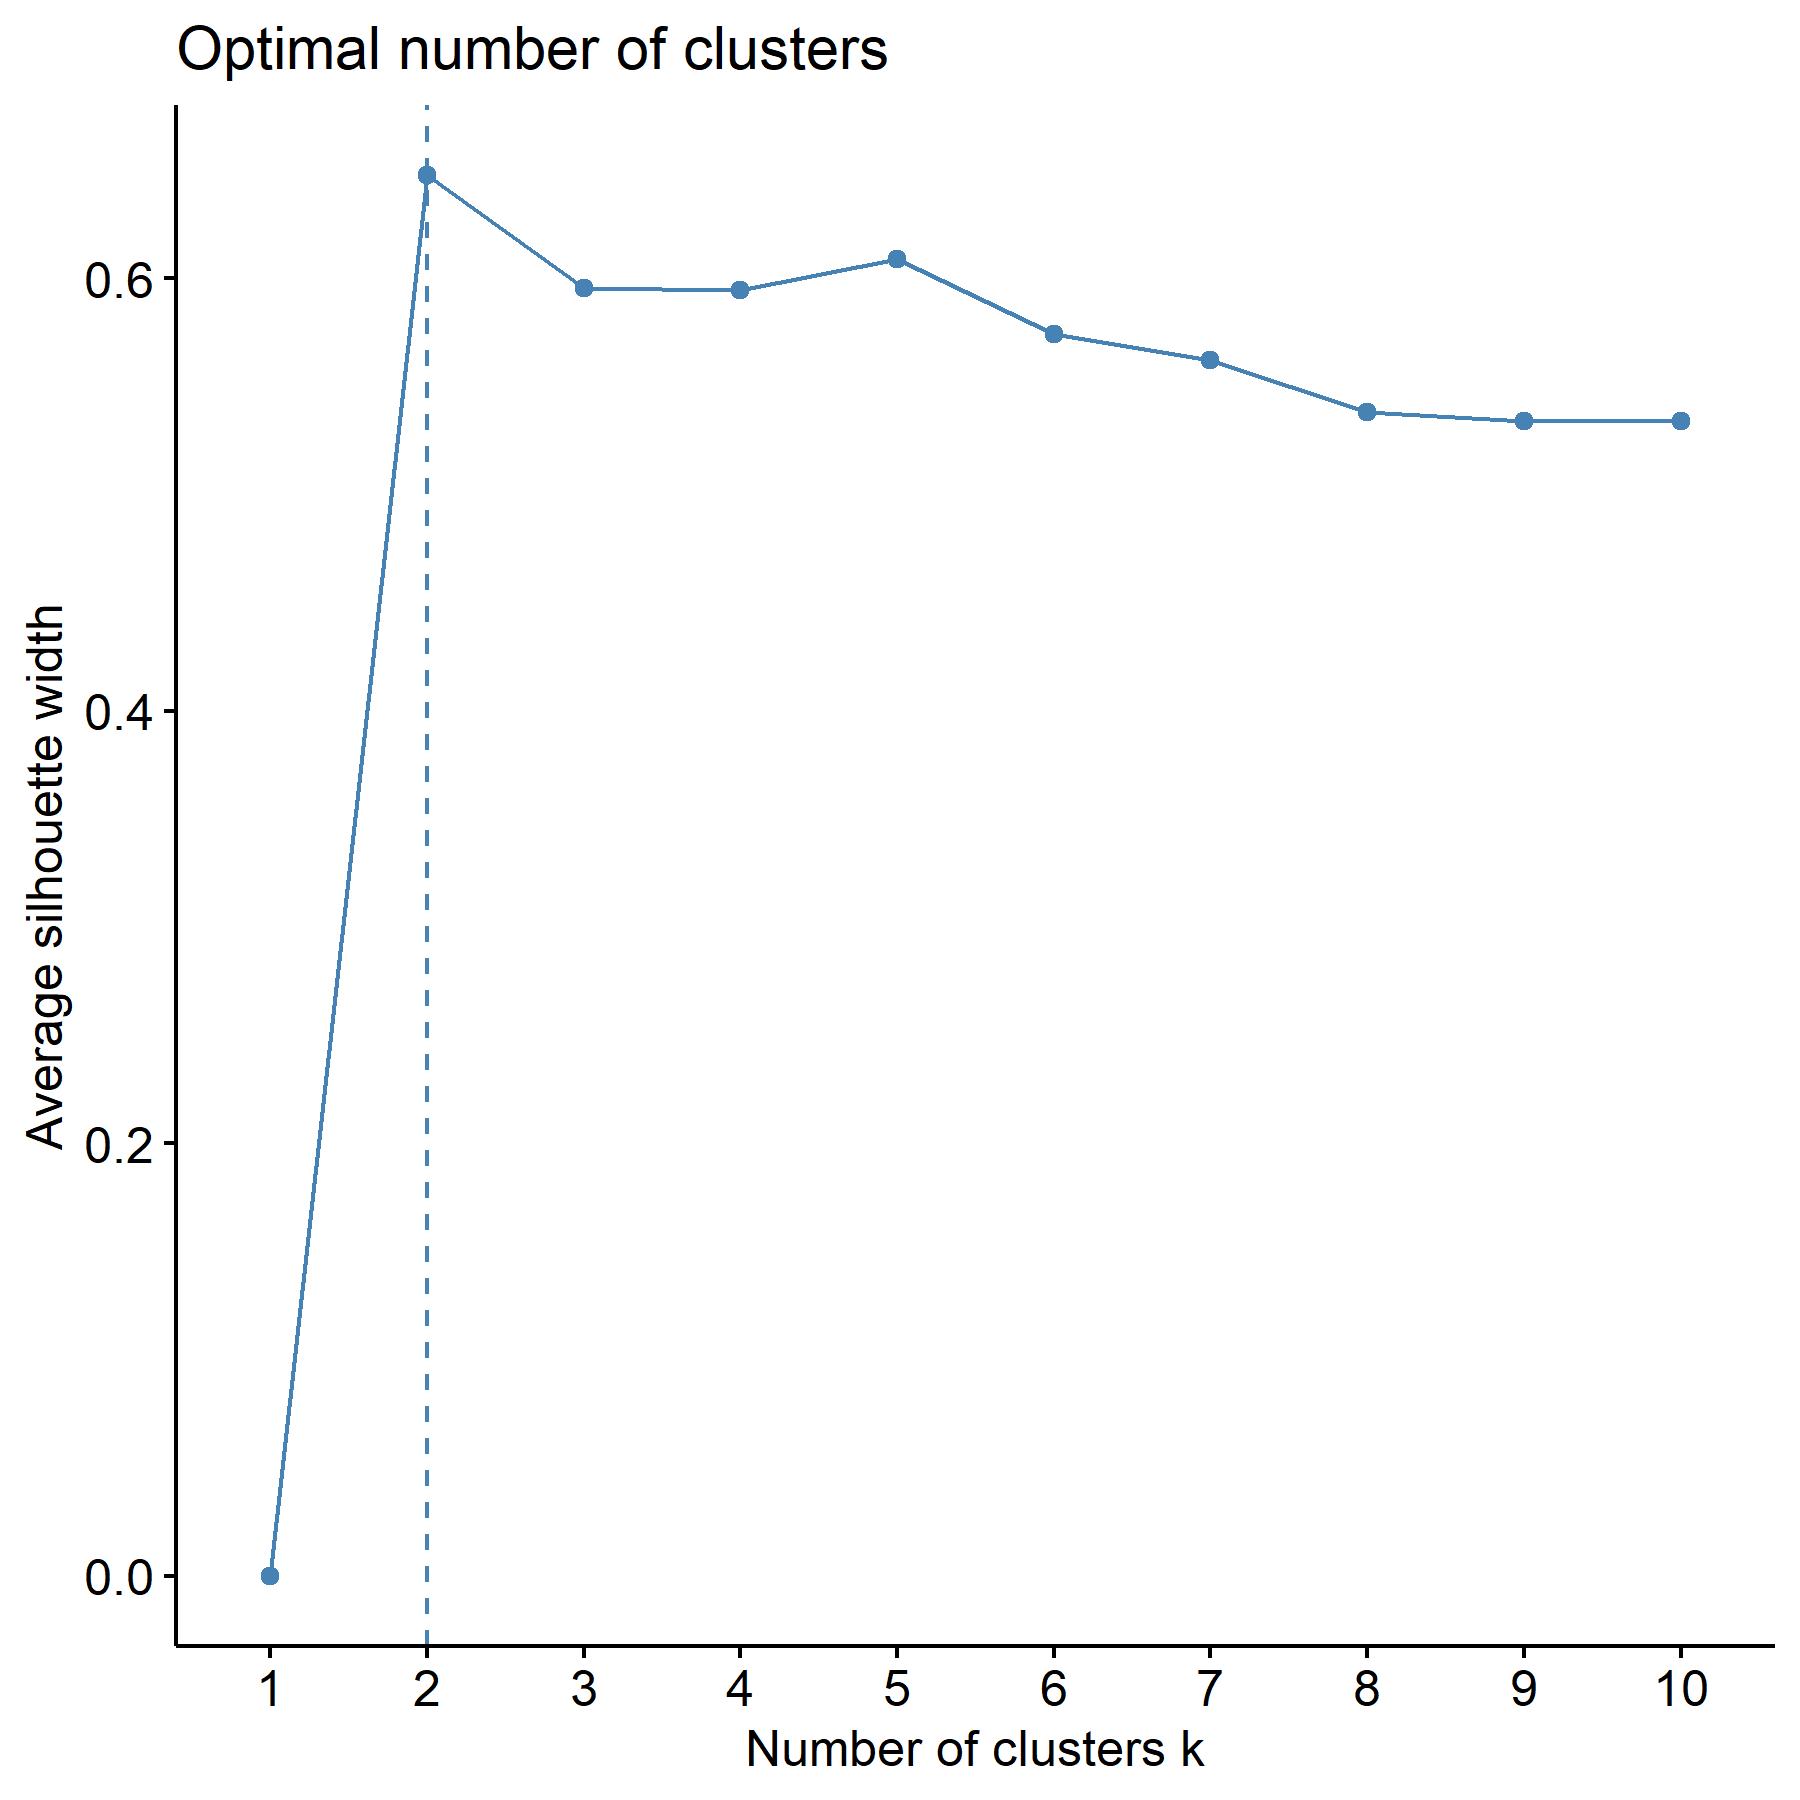 Optimal number of clusters
Average silhouette width
0.6
0.4
0.2
0.0
1 2 3 4 5 6 7 8 9 10
Number of clusters k